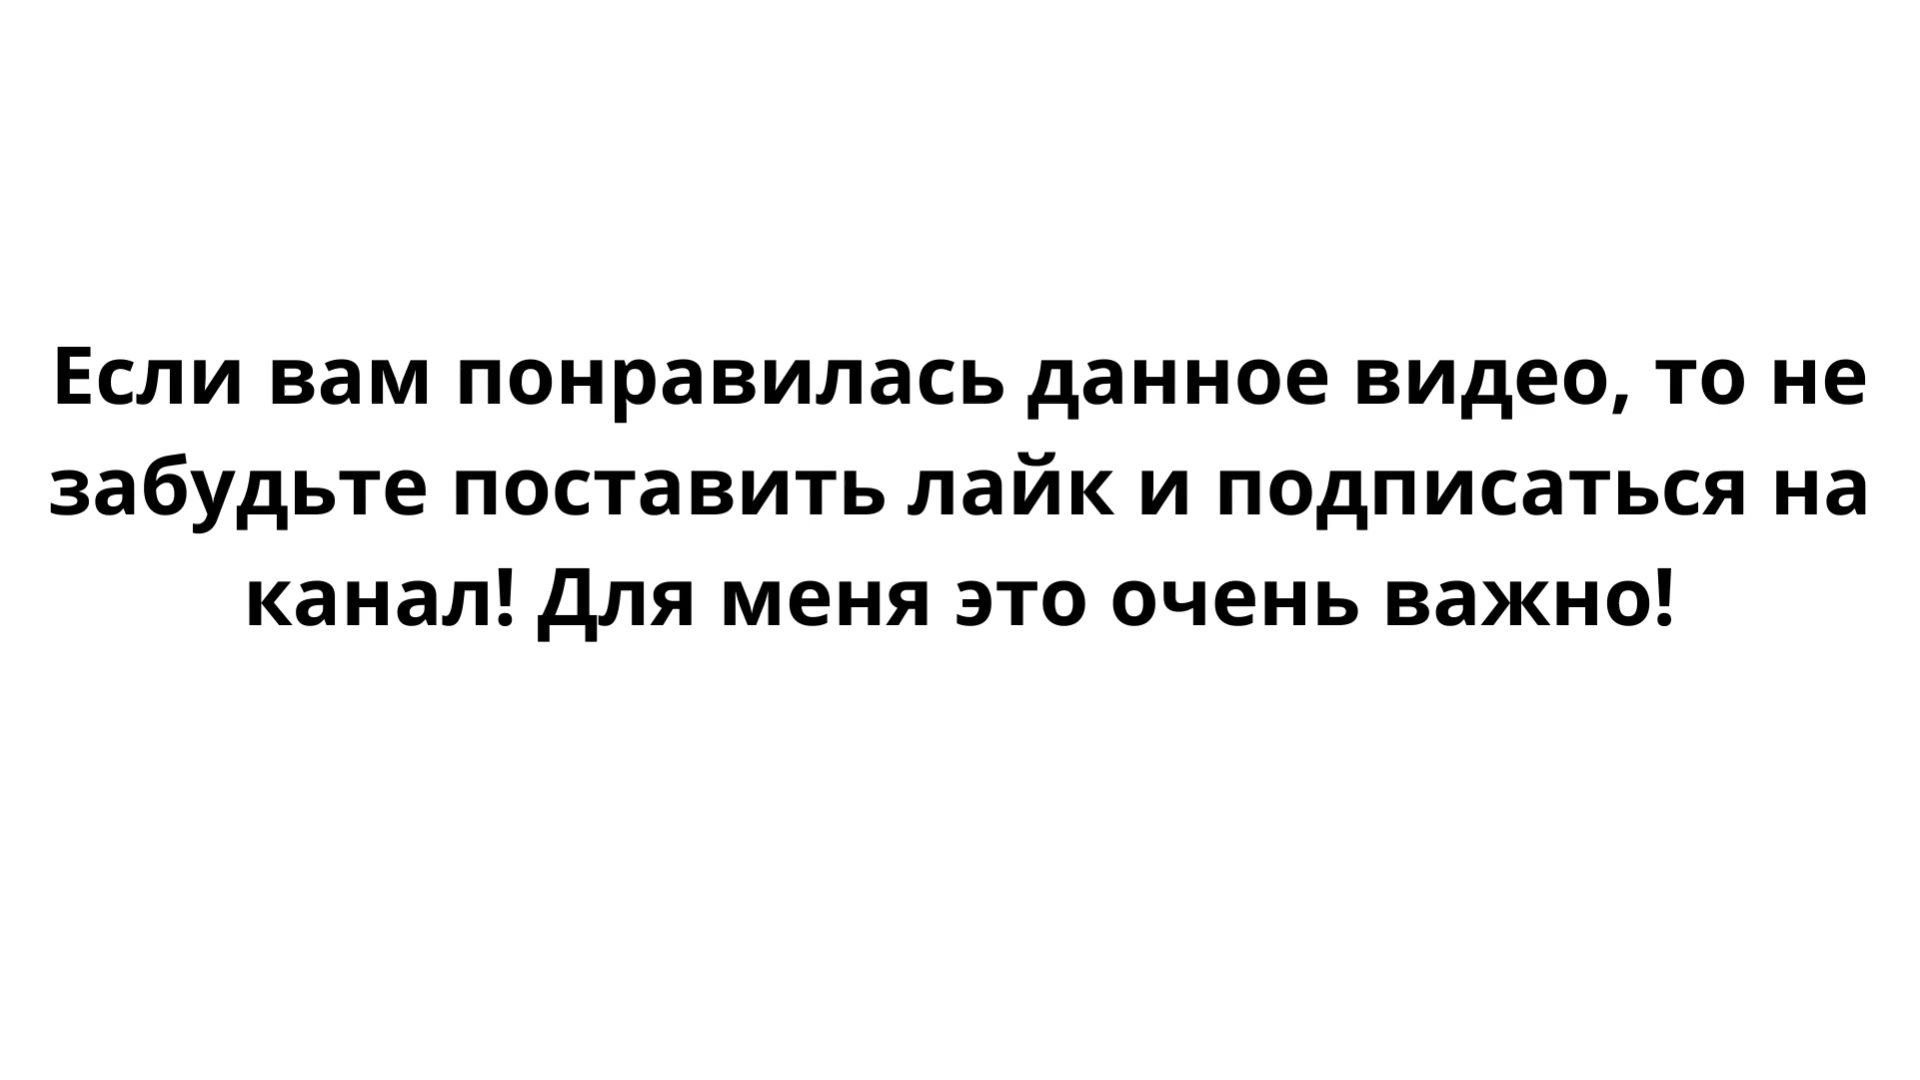 Если вам понравилась данное видео, то не
забудьте поставить лайк и подписаться на
канал! Для меня это очень важно!